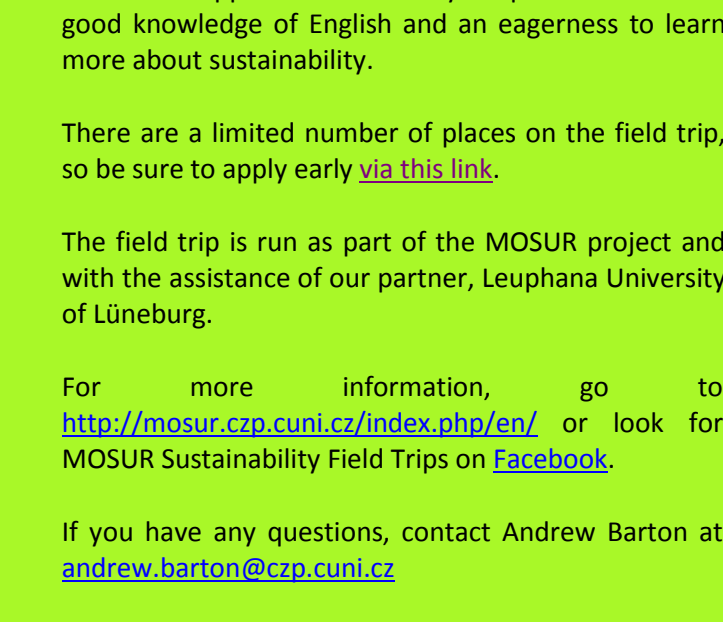 good knowledge of English and an eagerness to learn
more about sustainability.
There are a limited number of places on the field trip,
so be sure to apply early via this link.
The field trip is run as part of the MOSUR project and
with the assistance of our partner, Leuphana University
of Lüneburg.
For more information, go to
http://mosur.czp.cuni.cz/index.php/en/ or look for
MOSUR Sustainability Field Trips on Facebook.
If you have any questions, contact Andrew Barton at
andrew.barton@czp.cuni.cz